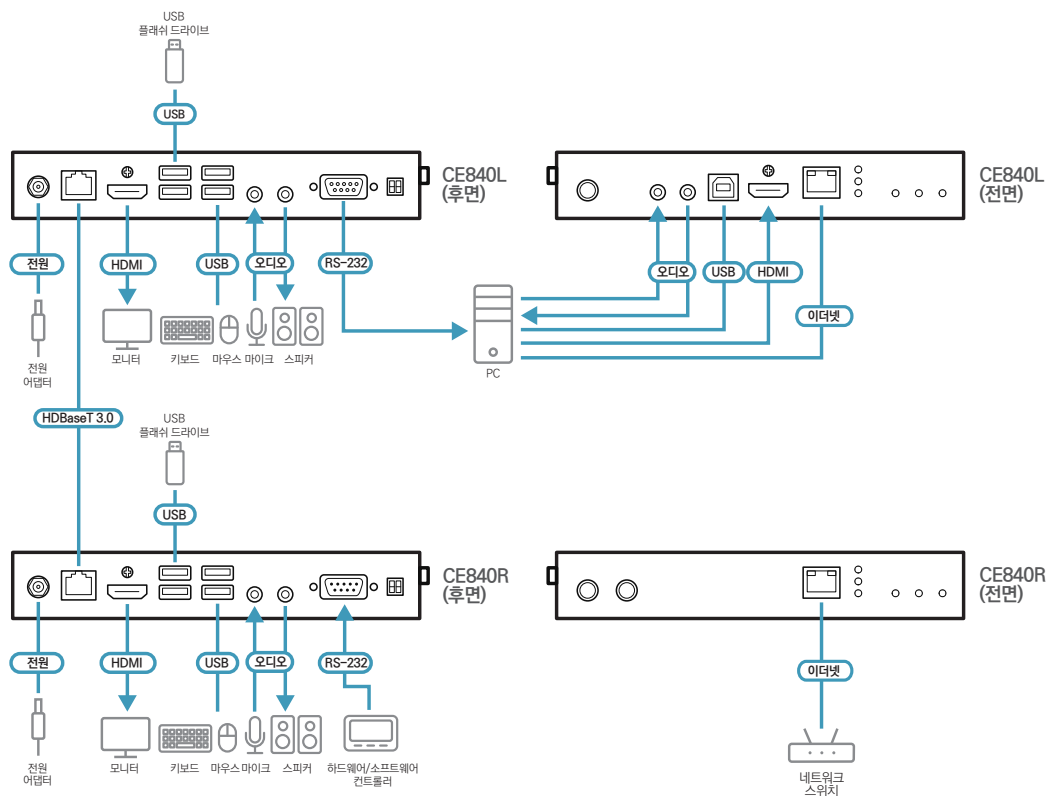 USB
플래쉬 드라이브
USB
CE840L
(후면)
CE840L
(전면)
전원
HDMI
USB
오디오
RS-232
오디오
USB
HDMI
이더넷
전원
어댑터
모니터
키보드
마우스
마이크
스피커
PC
HDBaseT 3.0
USB
플래쉬 드라이브
USB
CE840R
(후면)
CE840R
(전면)
전원
HDMI
USB
오디오
RS-232
이더넷
전원
어댑터
모니터
키보드
마우스
마이크
스피커
하드웨어/소프트웨어
컨트롤러
네트워크
스위치